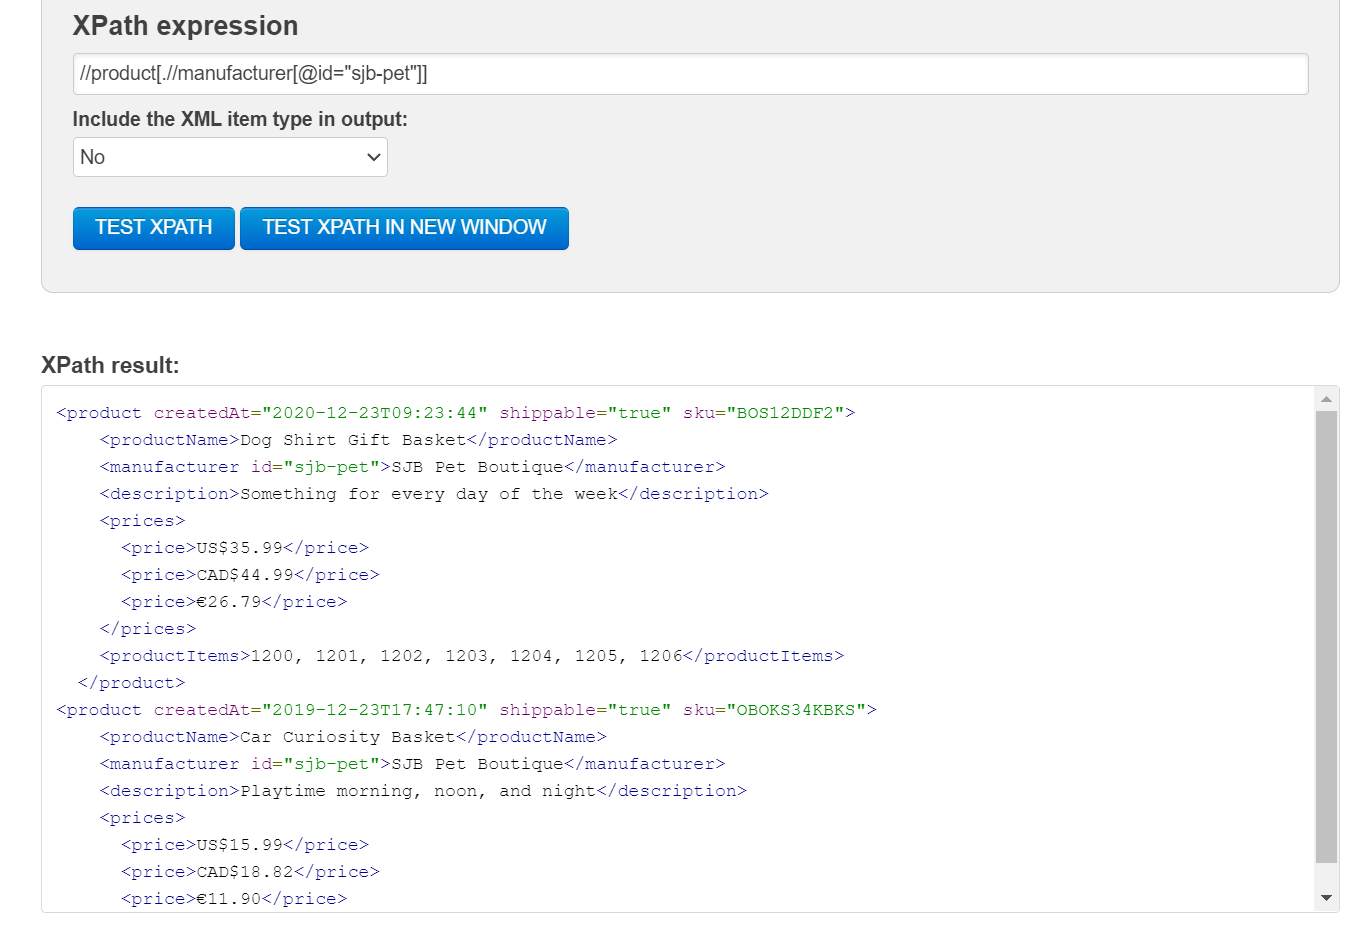 XPath expression
//product[.//manufacturer[@id="sjb-pet"]]
Include the XML item type in output:
No
TEST XPATH
TEST XPATH IN NEW WINDOW
XPath result:
<product createdAt="2020-12-23T09:23:44" shippable="true" sku="BOS12DDF2">
<productName>Dog Shirt Gift Basket</productName>
<manufacturer id="sjb-pet">SJB Pet Boutique</manufacturer>
<description>Something for every day of the week</description>
<prices>
<price>US$35.99</price>
<price>CAD$44.99</price>
<price>€26.79</price>
</prices>
<productItems>1200, 1201, 1202, 1203, 1204, 1205, 1206</productItems>
</product>
<product createdAt="2019-12-23T17:47:10" shippable="true" sku="OBOKS34KBKS">
<productName>Car Curiosity Basket</productName>
<manufacturer id="sjb-pet">SJB Pet Boutique</manufacturer>
<description>Playtime morning, noon, and night</description>
<prices>
<price>US$15.99</price>
<price>CAD$18.82</price>
<price>€11.90</price>